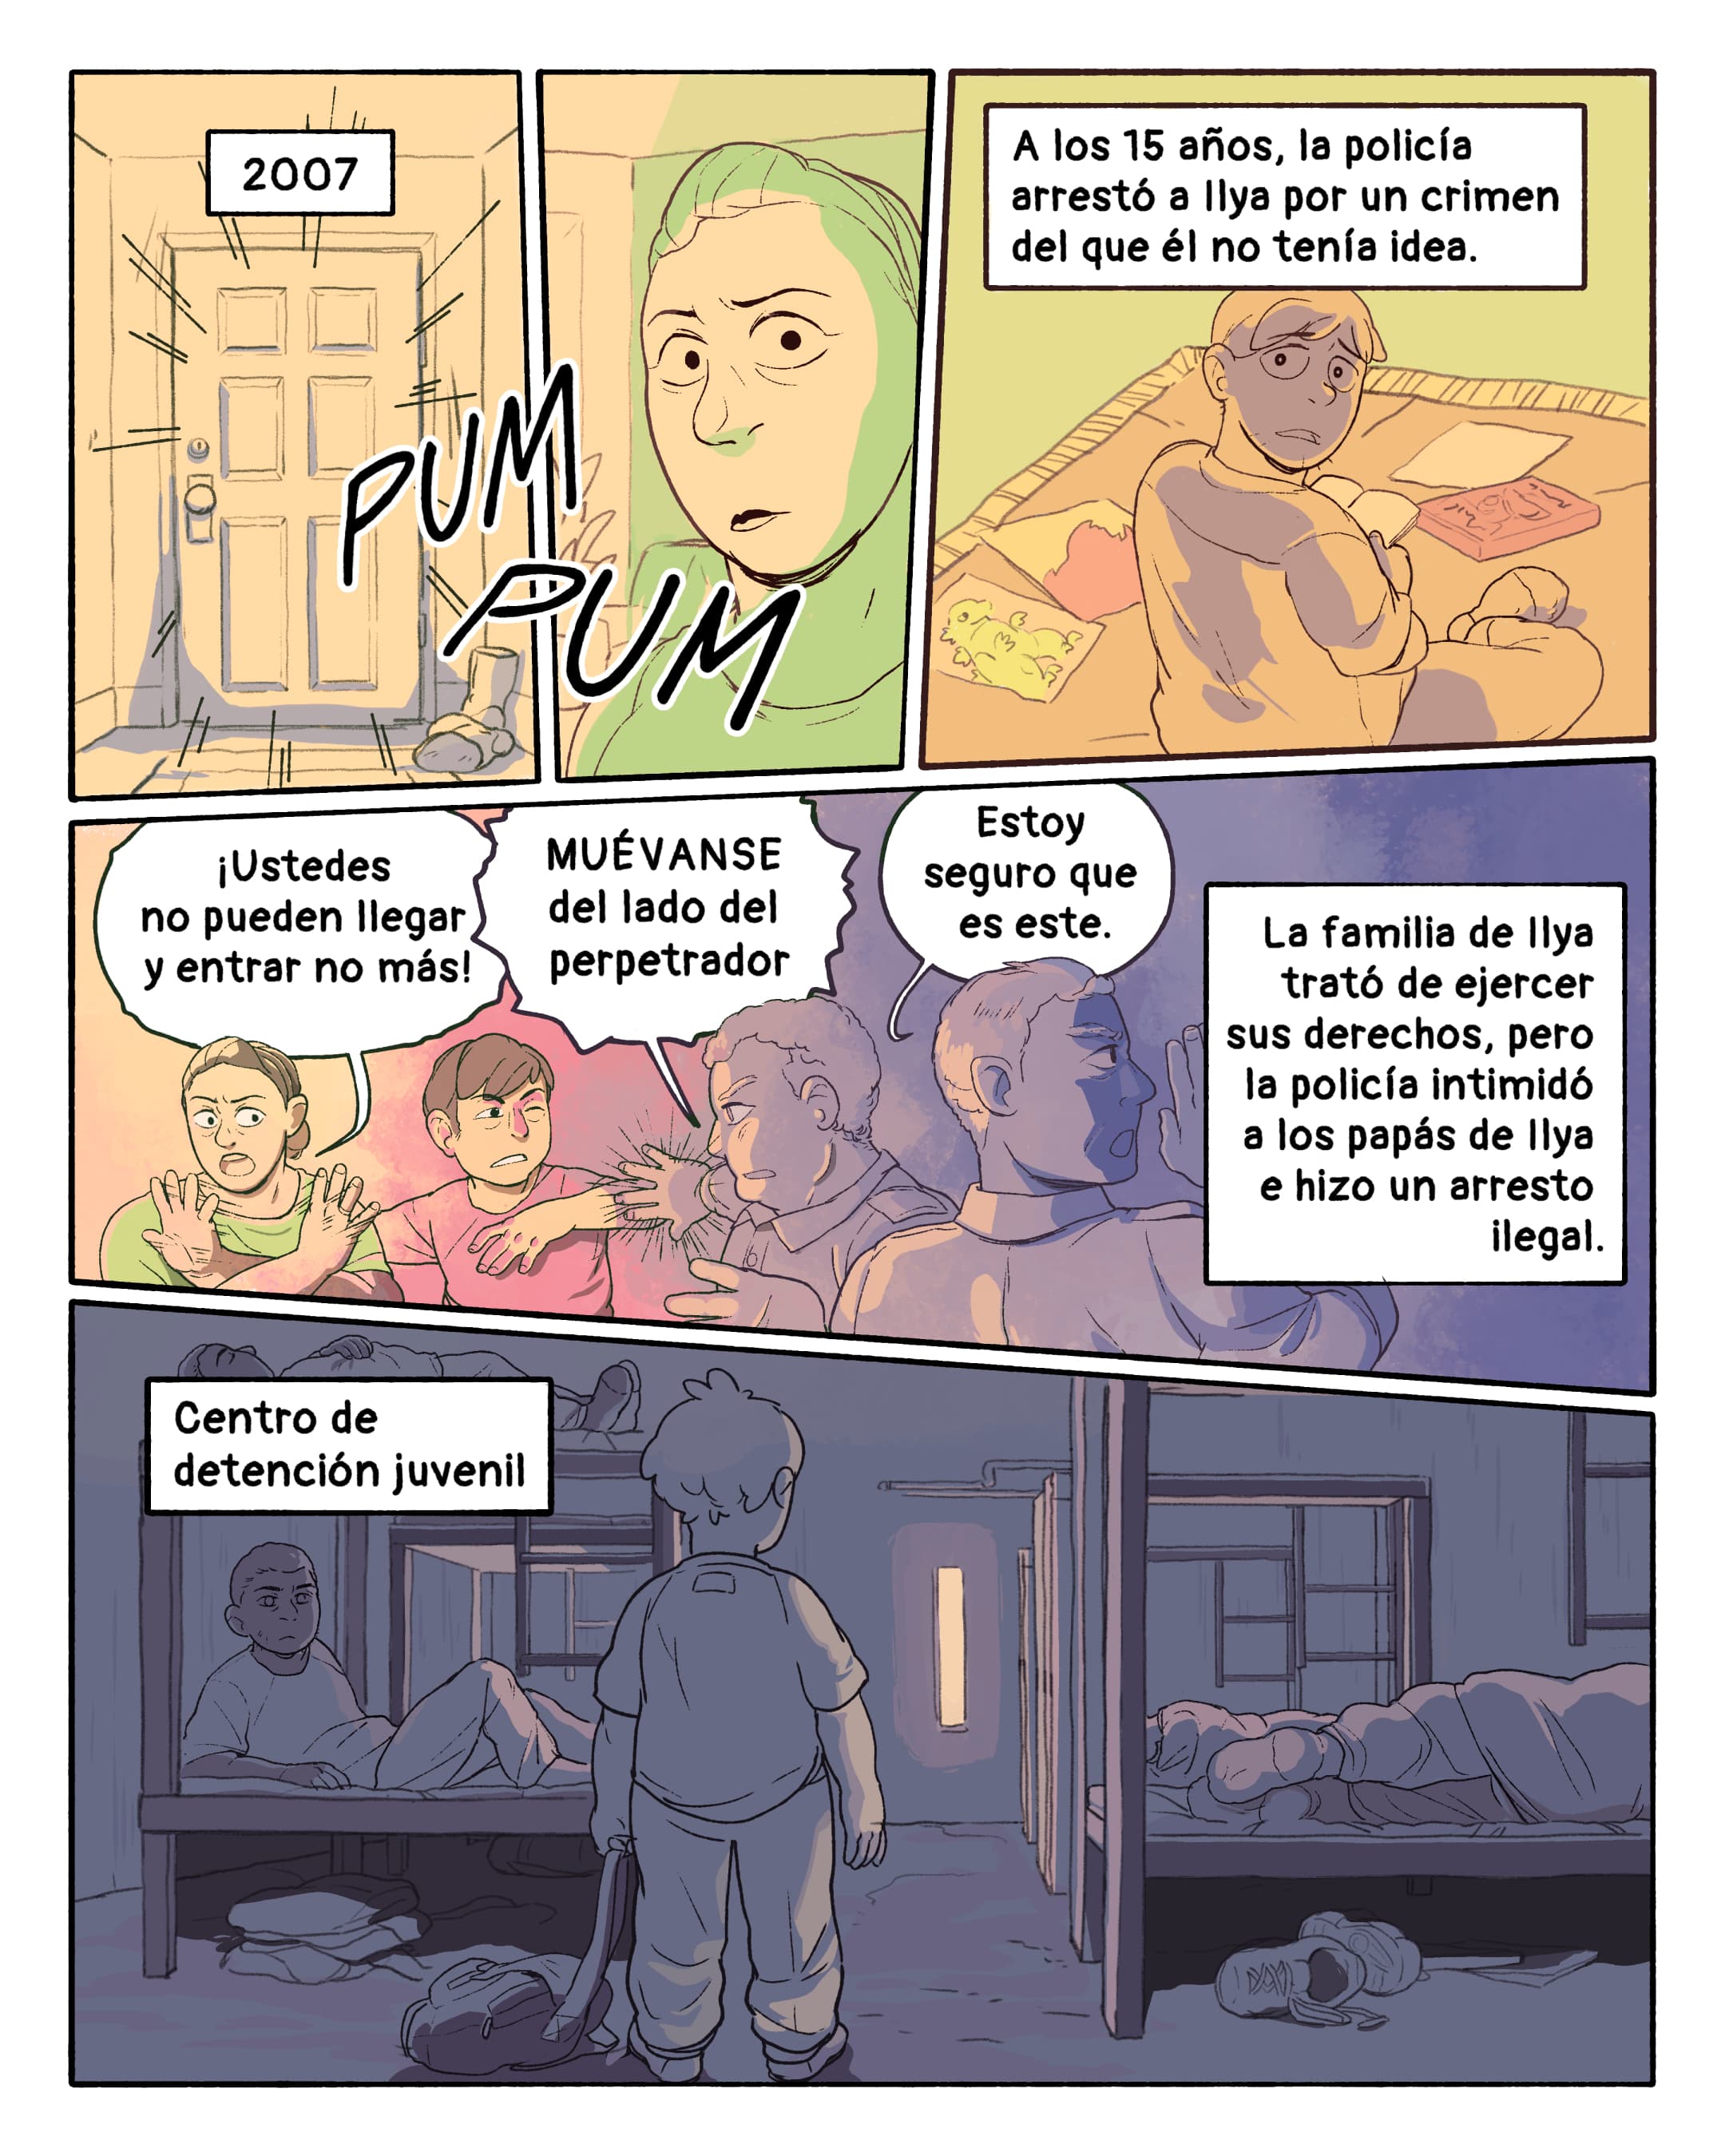 2007
PUM
PUM
A los 15 años, la policía
arrestó a Ilya por un crimen
del que él no tenía idea.
¡Ustedes
no pueden llegar
y entrar no más!
MUÉVANSE
del lado del
perpetrador
Estoy
seguro que
es este.
La familia de Ilya
trató de ejercer
sus derechos, pero
la policía intimidó
a los papás de Ilya
e hizo un arresto
ilegal.
Centro de
detención juvenil